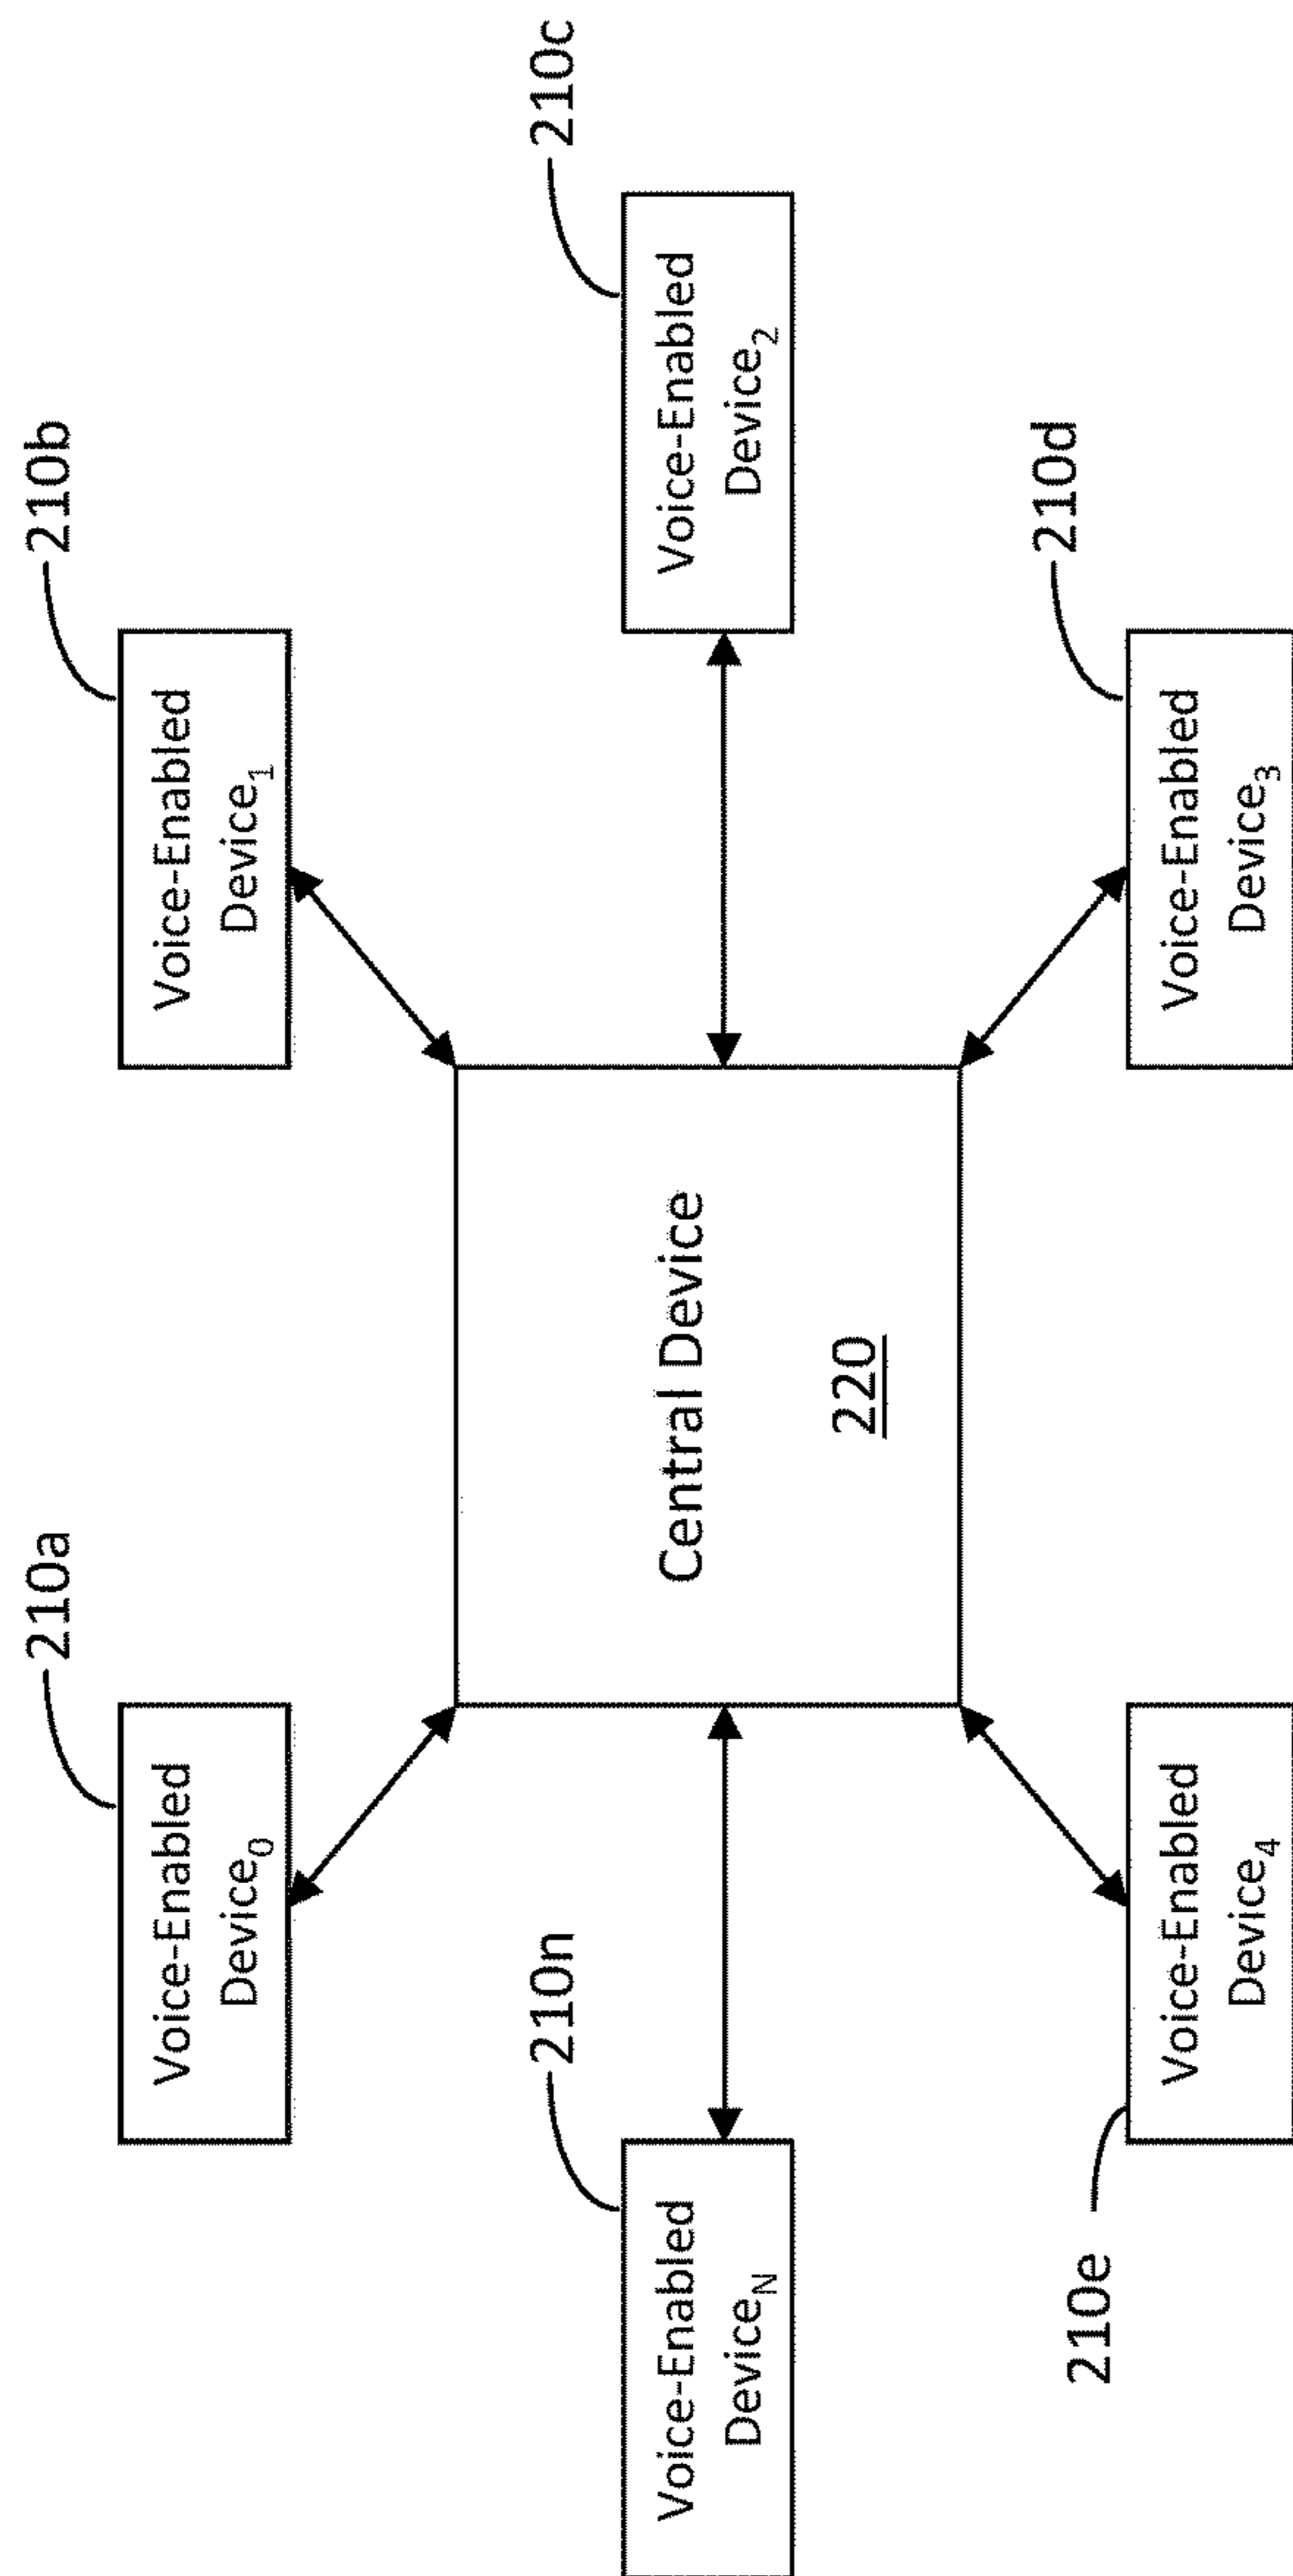 210a
Voice-Enabled
Device₀
210b
Voice-Enabled
Device₁
210n
Voice-Enabled
Device_N
Central Device
220
210c
Voice-Enabled
Device₂
210e
Voice-Enabled
Device₄
210d
Voice-Enabled
Device₃